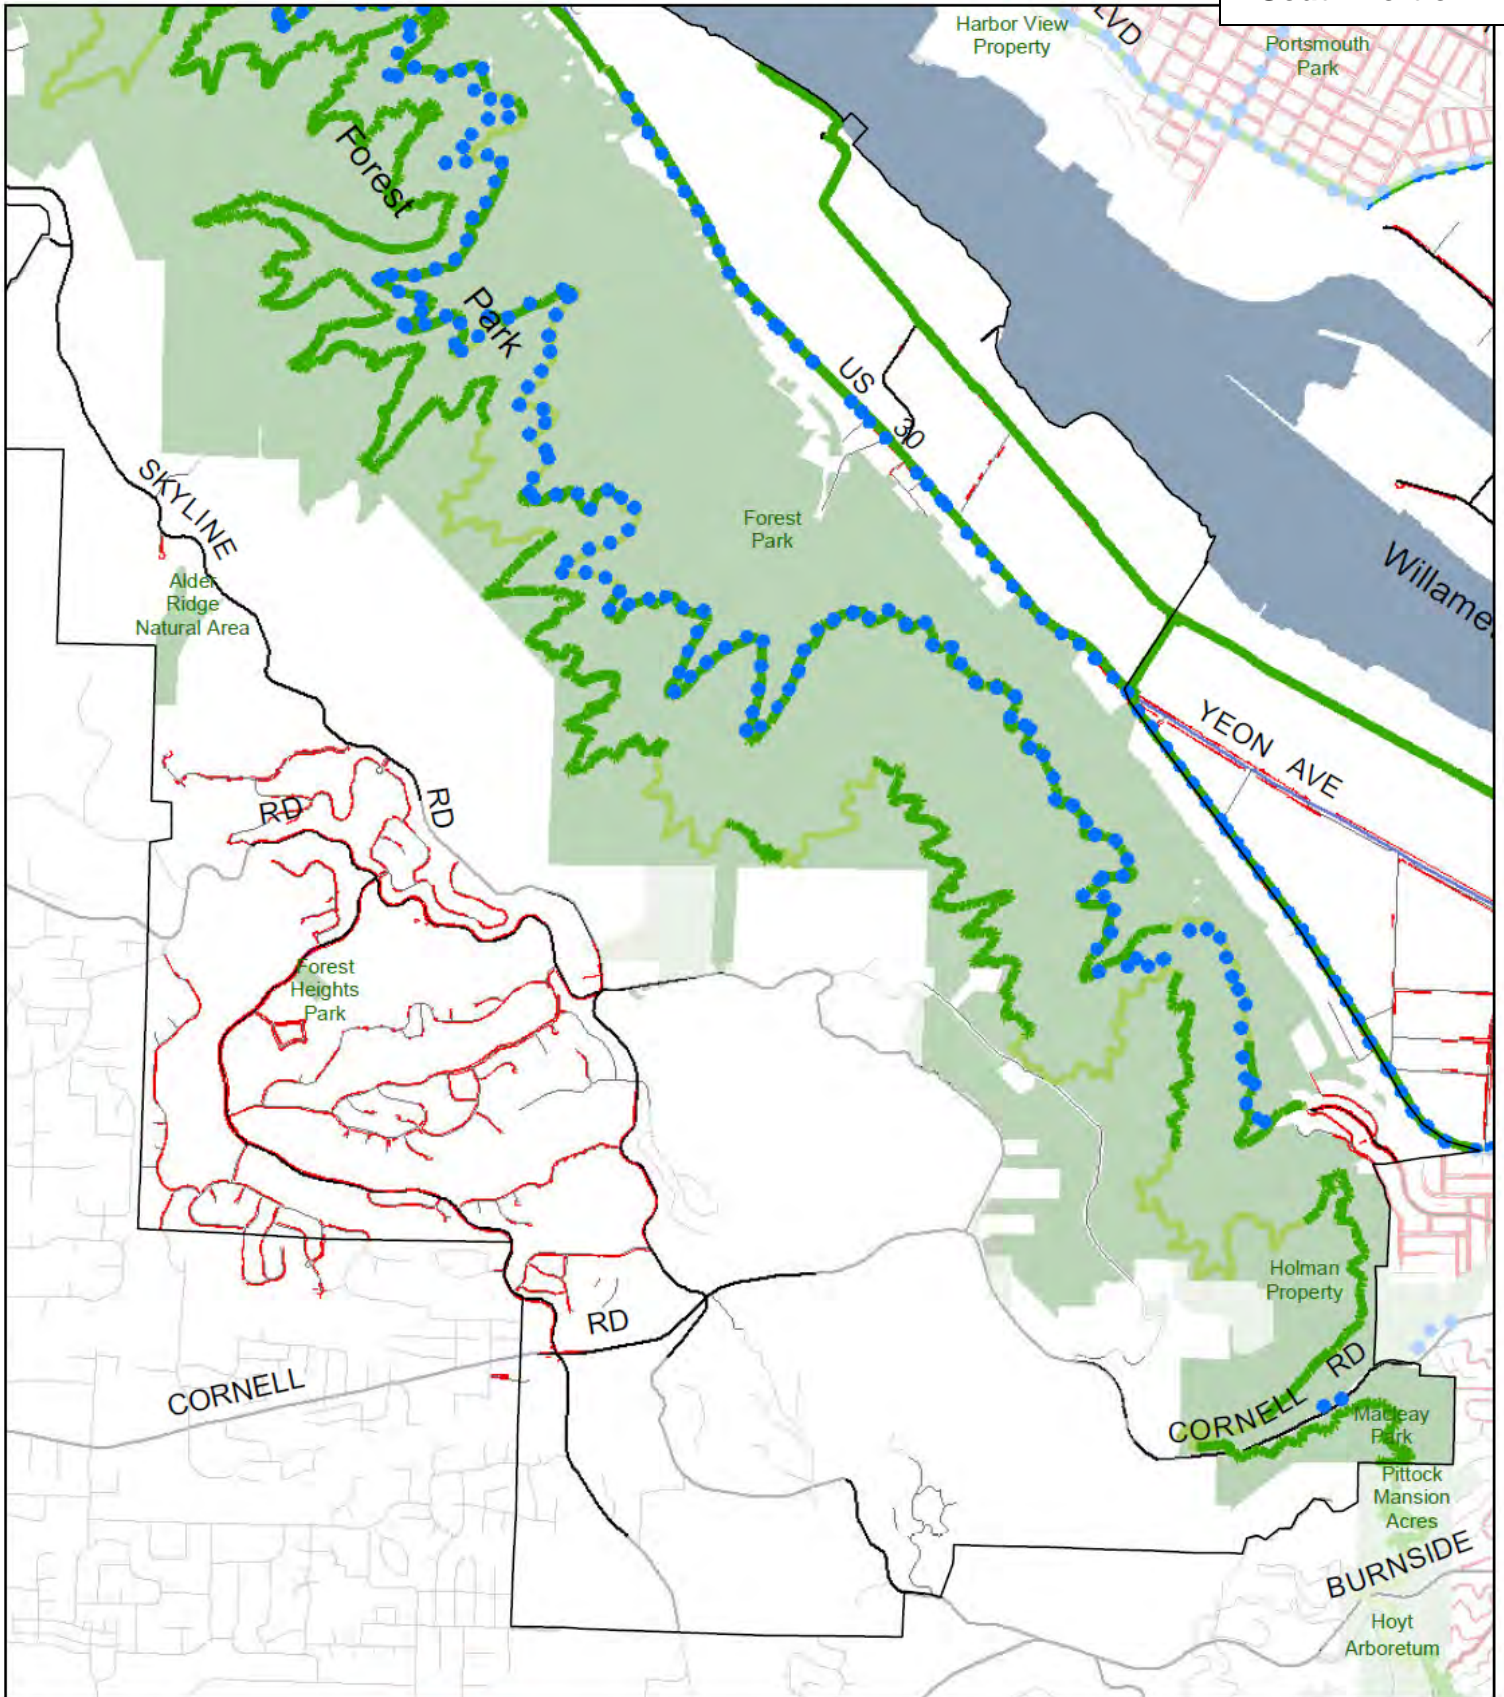 Harbor View
Property
LVD
Portsmouth
Park
Forest
Park
US
30
SKYLINE
Forest
Park
Willame
Alder
Ridge
Natural Area
YEON AVE
RD
RD
Forest
Heights
Park
Holman
Property
RD
RD
CORNELL
CORNELL
Macleay
Park
Pittock
Mansion
Acres
BURNSIDE
Hoyt
Arboretum